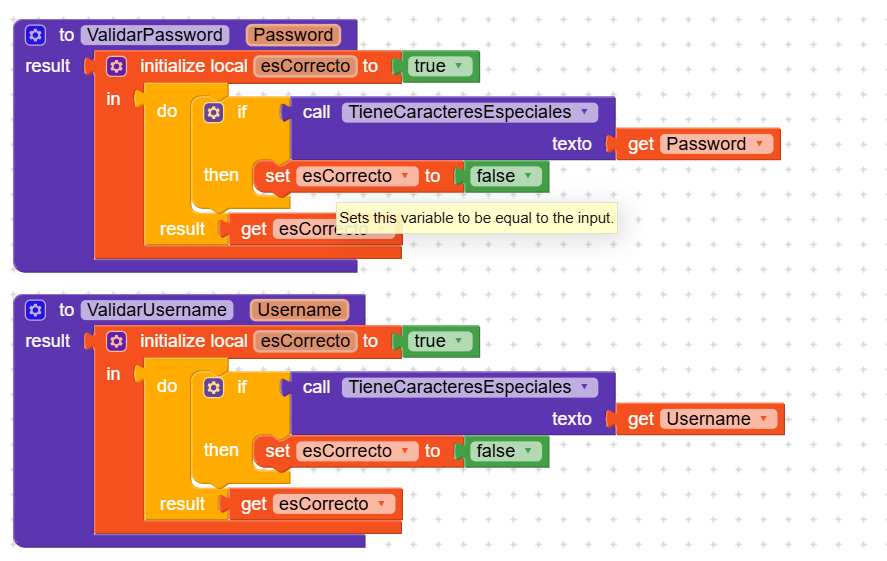 to ValidarPassword Password
result initialize local esCorrecto to true
in do if call TieneCaracteresEspeciales
texto get Password
then set esCorrecto to false
Sets this variable to be equal to the input.
result get esCorrecto
to ValidarUsername Username
result initialize local esCorrecto to true
in do if call TieneCaracteresEspeciales
texto get Username
then set esCorrecto to false
result get esCorrecto